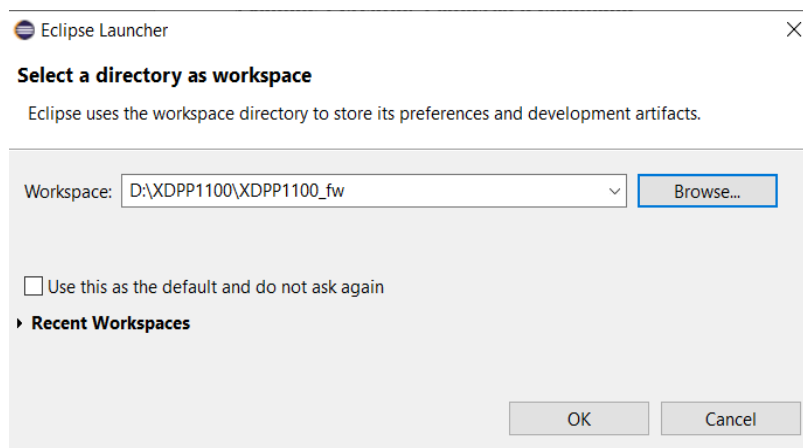 Eclipse Launcher
Select a directory as workspace
Eclipse uses the workspace directory to store its preferences and development artifacts.
Workspace: D:\XDPP1100\XDPP1100_fw Browse...
Use this as the default and do not ask again
Recent Workspaces
OK Cancel